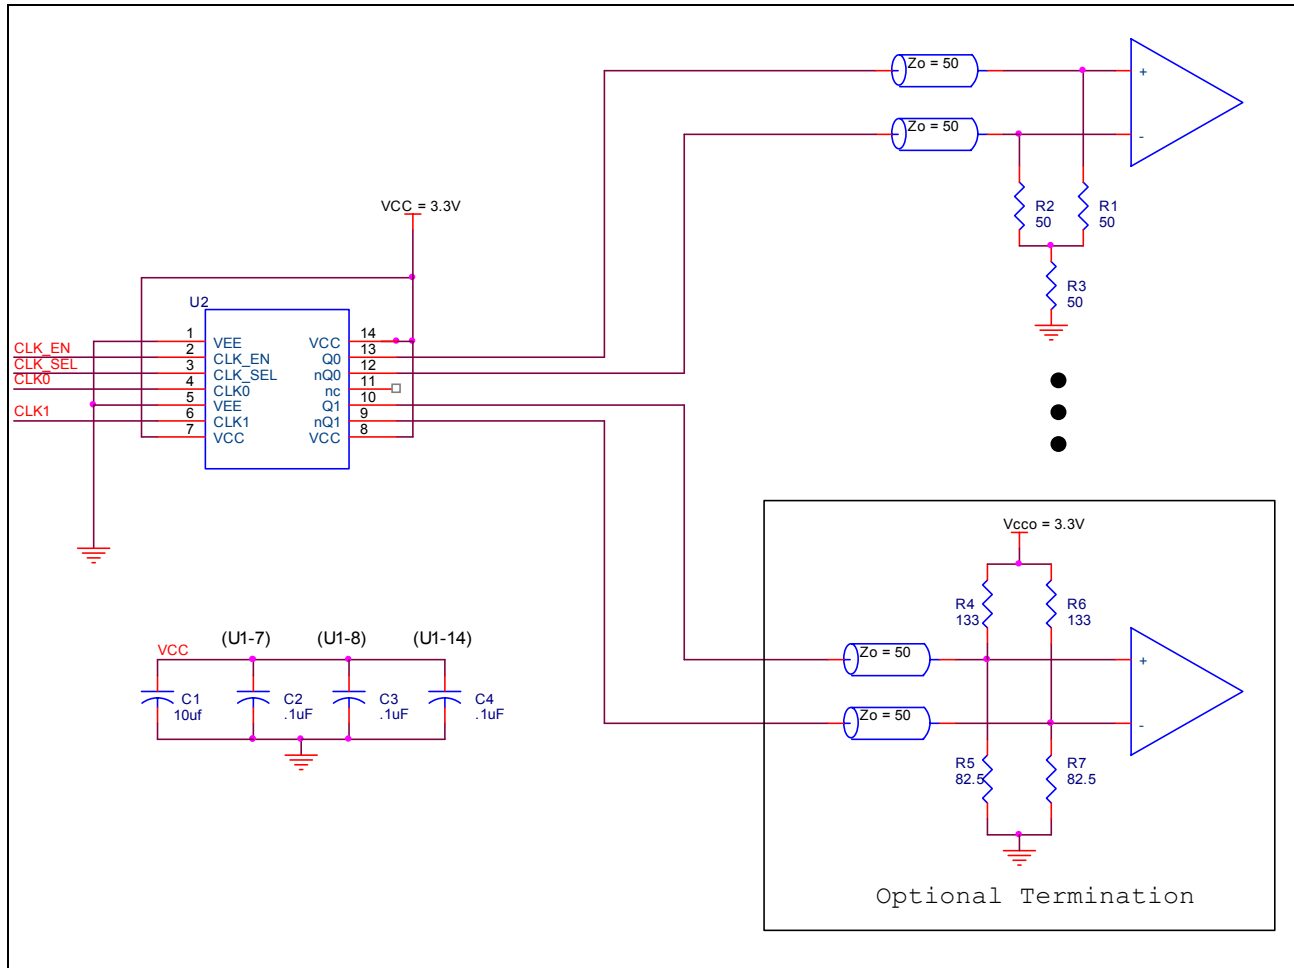 Zo = 50
+
Zo = 50
-
R2
50
R1
50
R3
50
VCC = 3.3V
U2
CLK_EN
CLK_SEL
CLK0
CLK1
1
2
3
4
5
6
7
VEE
CLK_EN
CLK_SEL
CLK0
VEE
CLK1
VCC
VCC
Q0
nQ0
nc
Q1
nQ1
VCC
14
13
12
11
10
9
8
(U1-7)
(U1-8)
(U1-14)
VCC
C1
10uf
C2
.1uF
C3
.1uF
C4
.1uF
Vcco = 3.3V
R4
133
R6
133
Zo = 50
+
Zo = 50
-
R5
82.5
R7
82.5
Optional Termination